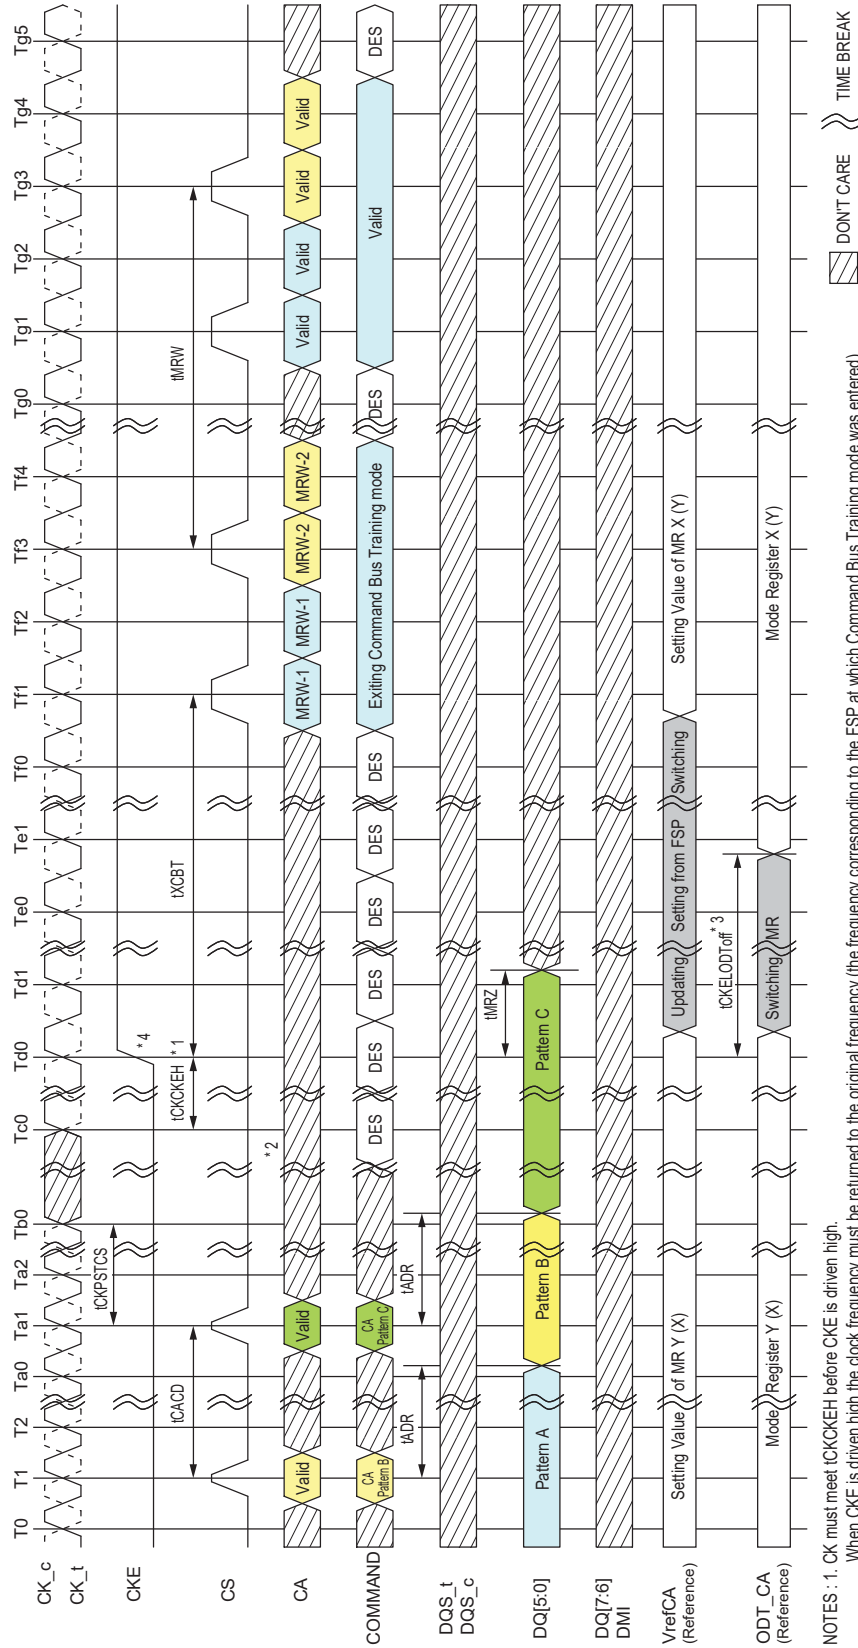 T0 T1 T2 Ta0 Ta1 Ta2 Tb0 Tc0 Td0 Td1 Te0 Te1 Tf0 Tf1 Tf2 Tf3 Tf4 Tg0 Tg1 Tg2 Tg3 Tg4 Tg5
CK_c
CK_t
tCKPSTCS
CKE
tCKCKEH *1
*4
tCACD
tXCBT
tMRW
CS
*2
CA
Valid Valid MRW-1 MRW-1 MRW-2 MRW-2 Valid Valid Valid Valid
COMMAND
CA
Pattern B
CA
Pattern C
DES DES DES DES DES DES Exiting Command Bus Training mode DES Valid DES
tADR tADR
DQS_t
DQS_c
tMRZ
DQ[5:0]
Pattern A Pattern B Pattern C
DQ[7:6]
DMI
VrefCA
(Reference)
Setting Value of MR Y (X) Updating Setting from FSP Switching Setting Value of MR X (Y)
tCKELODToff *3
ODT_CA
(Reference)
Mode Register Y (X) Switching MR Mode Register X (Y)
NOTES : 1. CK must meet tCKCKEH before CKE is driven high.
When CKE is driven high the clock frequency must be returned to the original frequency (the frequency corresponding to the FSP at which Command Bus Training mode was entered)
DON'T CARE
TIME BREAK